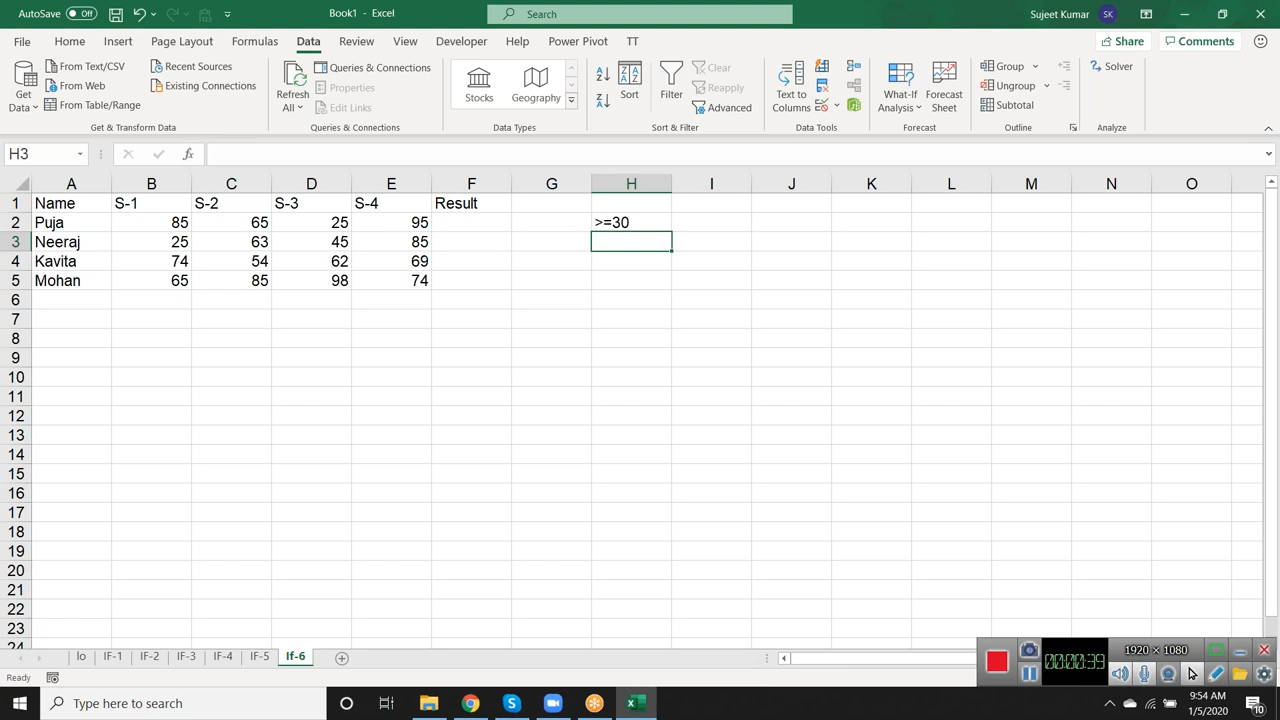 AutoSave Off
Book1 - Excel
Search
Sujeet Kumar SK
File Home Insert Page Layout Formulas Data Review View Developer Help Power Pivot TT
Share Comments
Get Data
From Text/CSV
From Web
From Table/Range
Recent Sources
Existing Connections
Get & Transform Data
Refresh All
Queries & Connections
Properties
Edit Links
Queries & Connections
Stocks
Geography
Data Types
Sort
Filter
Clear
Reapply
Advanced
Sort & Filter
Text to Columns
Data Tools
What-If Analysis
Forecast Sheet
Forecast
Group
Ungroup
Subtotal
Outline
Solver
Analyze
H3
fx
A B C D E F G H I J K L M N O
1 Name S-1 S-2 S-3 S-4 Result
2 Puja 85 65 25 95 >=30
3 Neeraj 25 63 45 85
4 Kavita 74 54 62 69
5 Mohan 65 85 98 74
6
7
8
9
10
11
12
13
14
15
16
17
18
19
20
21
22
23
24
lo IF-1 IF-2 IF-3 IF-4 IF-5 If-6
Ready
1920 × 1080
00:00:39
Type here to search
9:54 AM
1/5/2020
10